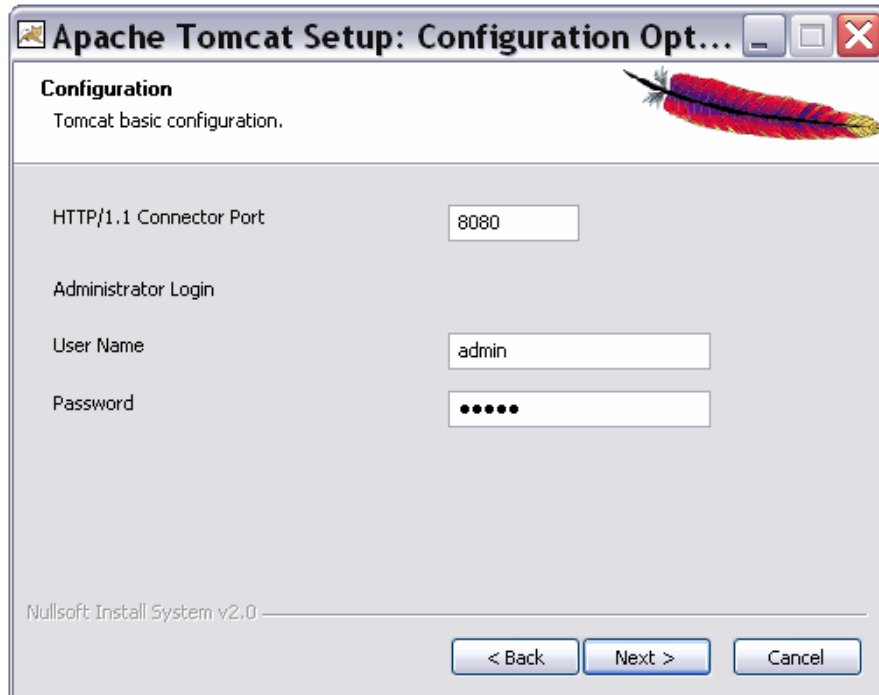 Apache Tomcat Setup: Configuration Opt...
Configuration
Tomcat basic configuration.
HTTP/1.1 Connector Port
8080
Administrator Login
User Name
admin
Password
●●●●●
Nullsoft Install System v2.0
< Back
Next >
Cancel